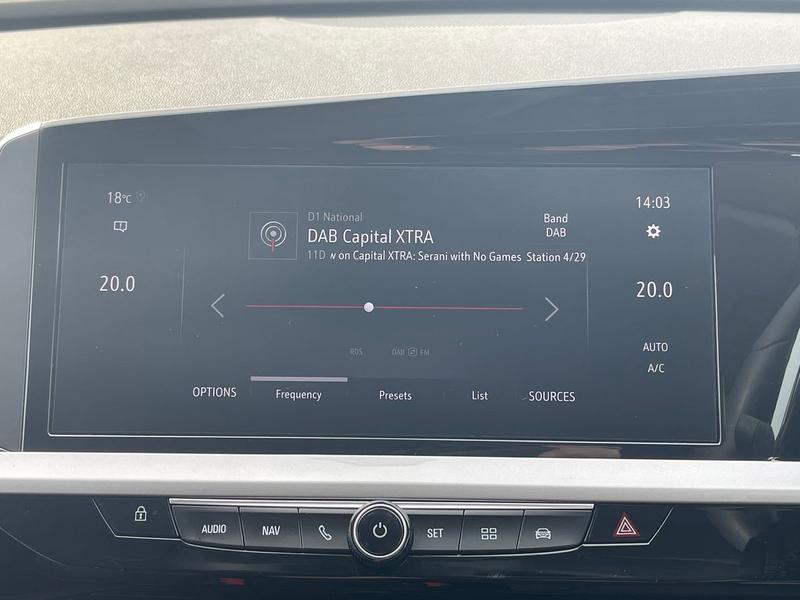 18°C
14:03
D1 National
DAB Capital XTRA
Band
DAB
11D w on Capital XTRA: Serani with No Games Station 4/29
20.0
20.0
RDS
DAB FM
AUTO
A/C
OPTIONS
Frequency
Presets
List
SOURCES
AUDIO
NAV
SET